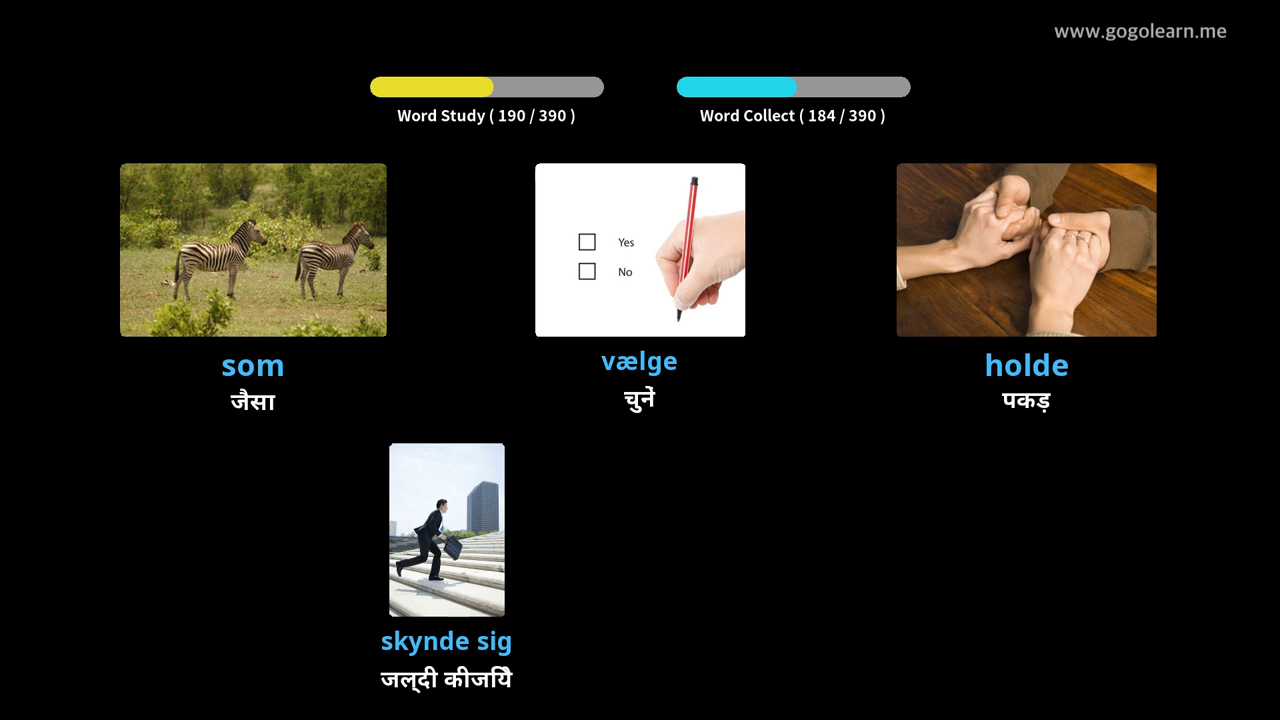 www.gogolearn.me
Word Study ( 190 / 390 )
Word Collect ( 184 / 390 )
Yes
No
som
vælge
holde
जैसा
चुनें
पकड़
skynde sig
जल्दी कीजिये